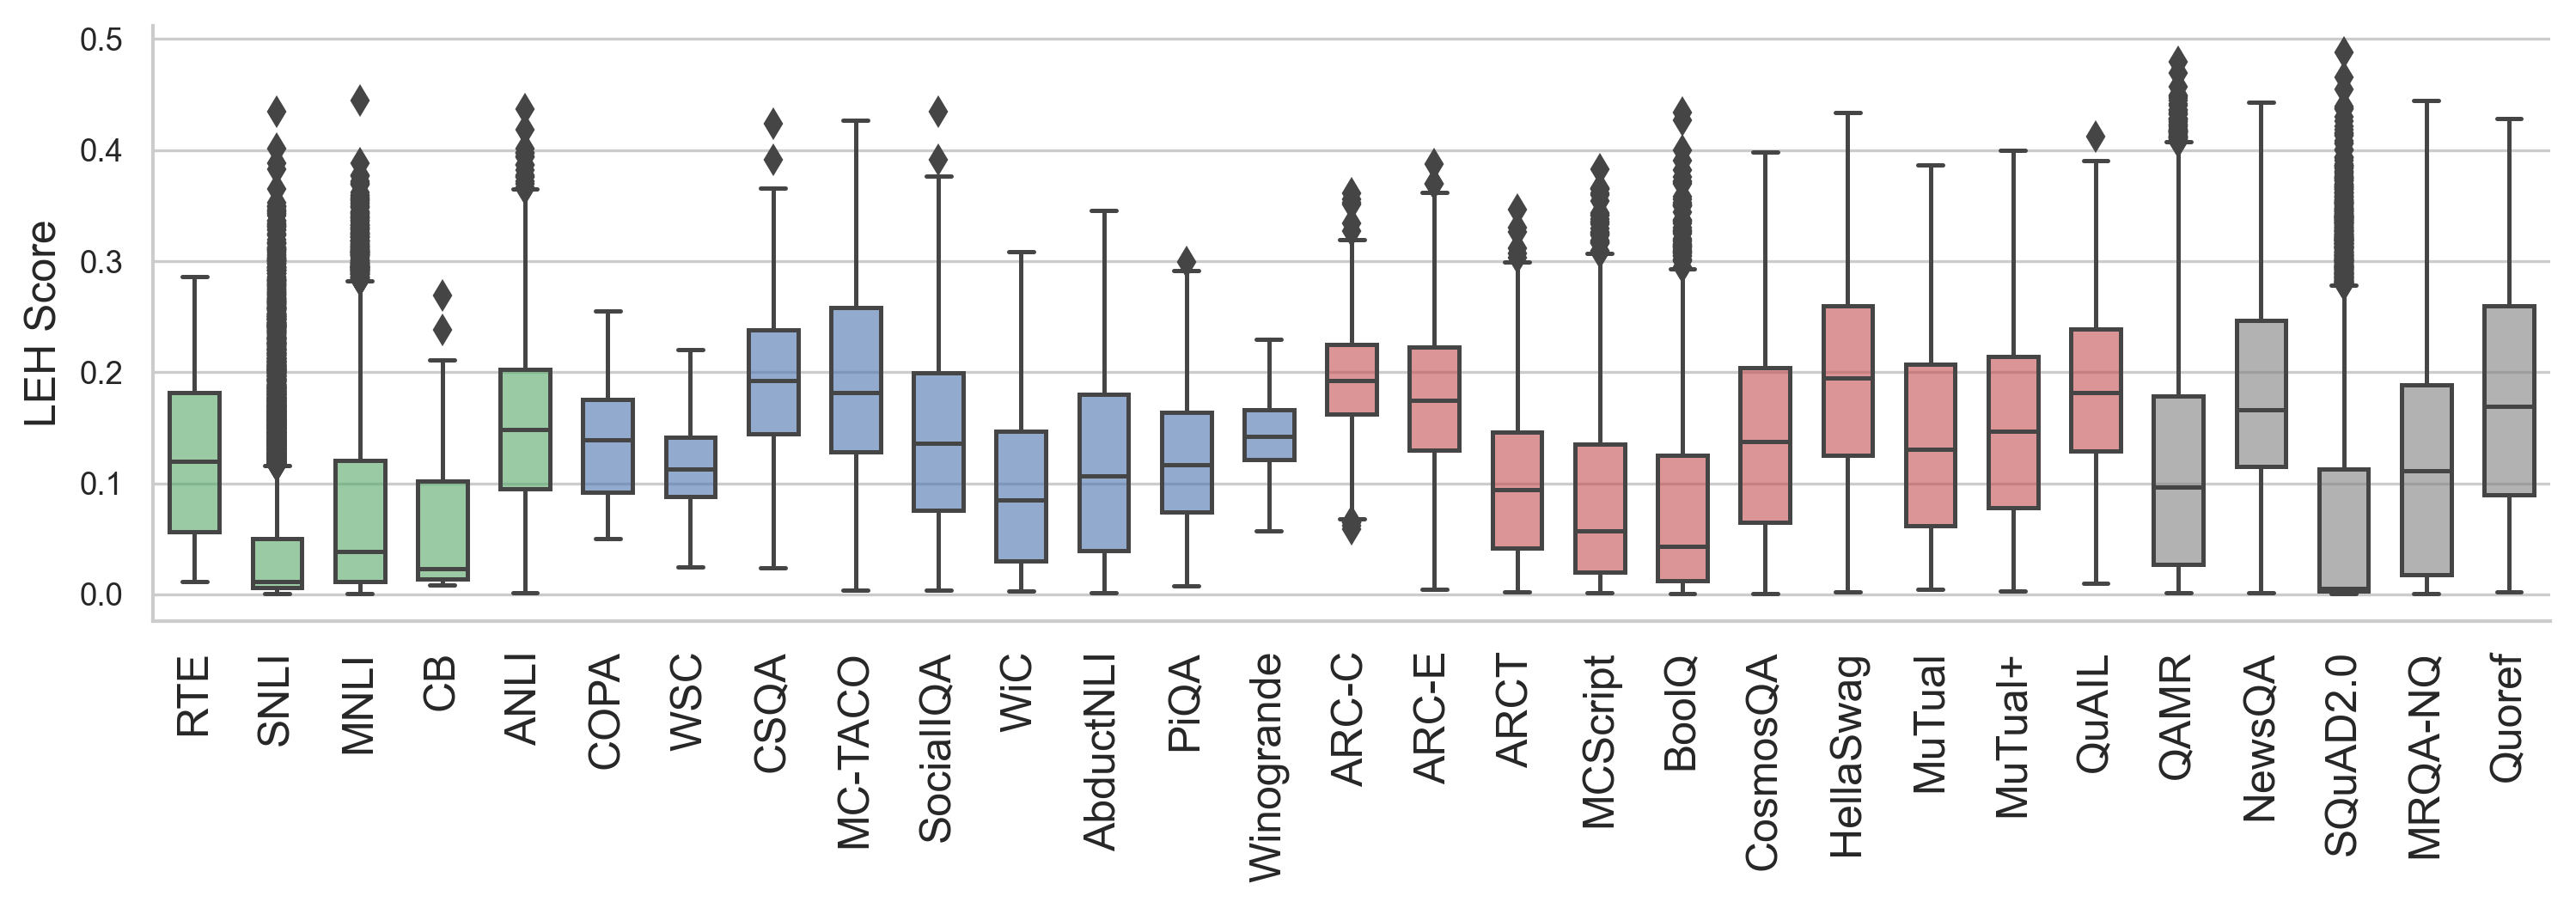 LEH Score
0.5
0.4
0.3
0.2
0.1
0.0
RTE
SNLI
MNLI
CB
ANLI
COPA
WSC
CSQA
MC-TACO
SocialIQA
WiC
AbductNLI
PiQA
Winogrande
ARC-C
ARC-E
ARCT
MCScript
BoolQ
CosmosQA
HellaSwag
MuTual
MuTual+
QuAIL
QAMR
NewsQA
SQuAD2.0
MRQA-NQ
Quoref